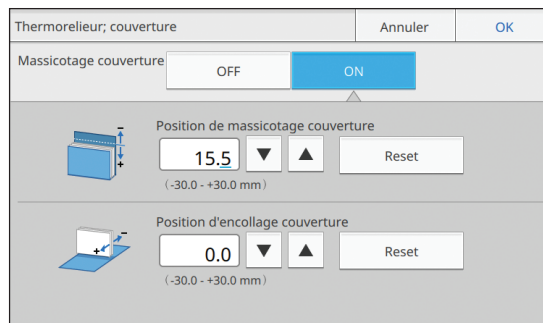 Thermorelieur; couverture Annuler OK
Massicotage couverture OFF ON
Position de massicotage couverture
15.5 Reset
(-30.0 - +30.0 mm)
Position d'encollage couverture
0.0 Reset
(-30.0 - +30.0 mm)